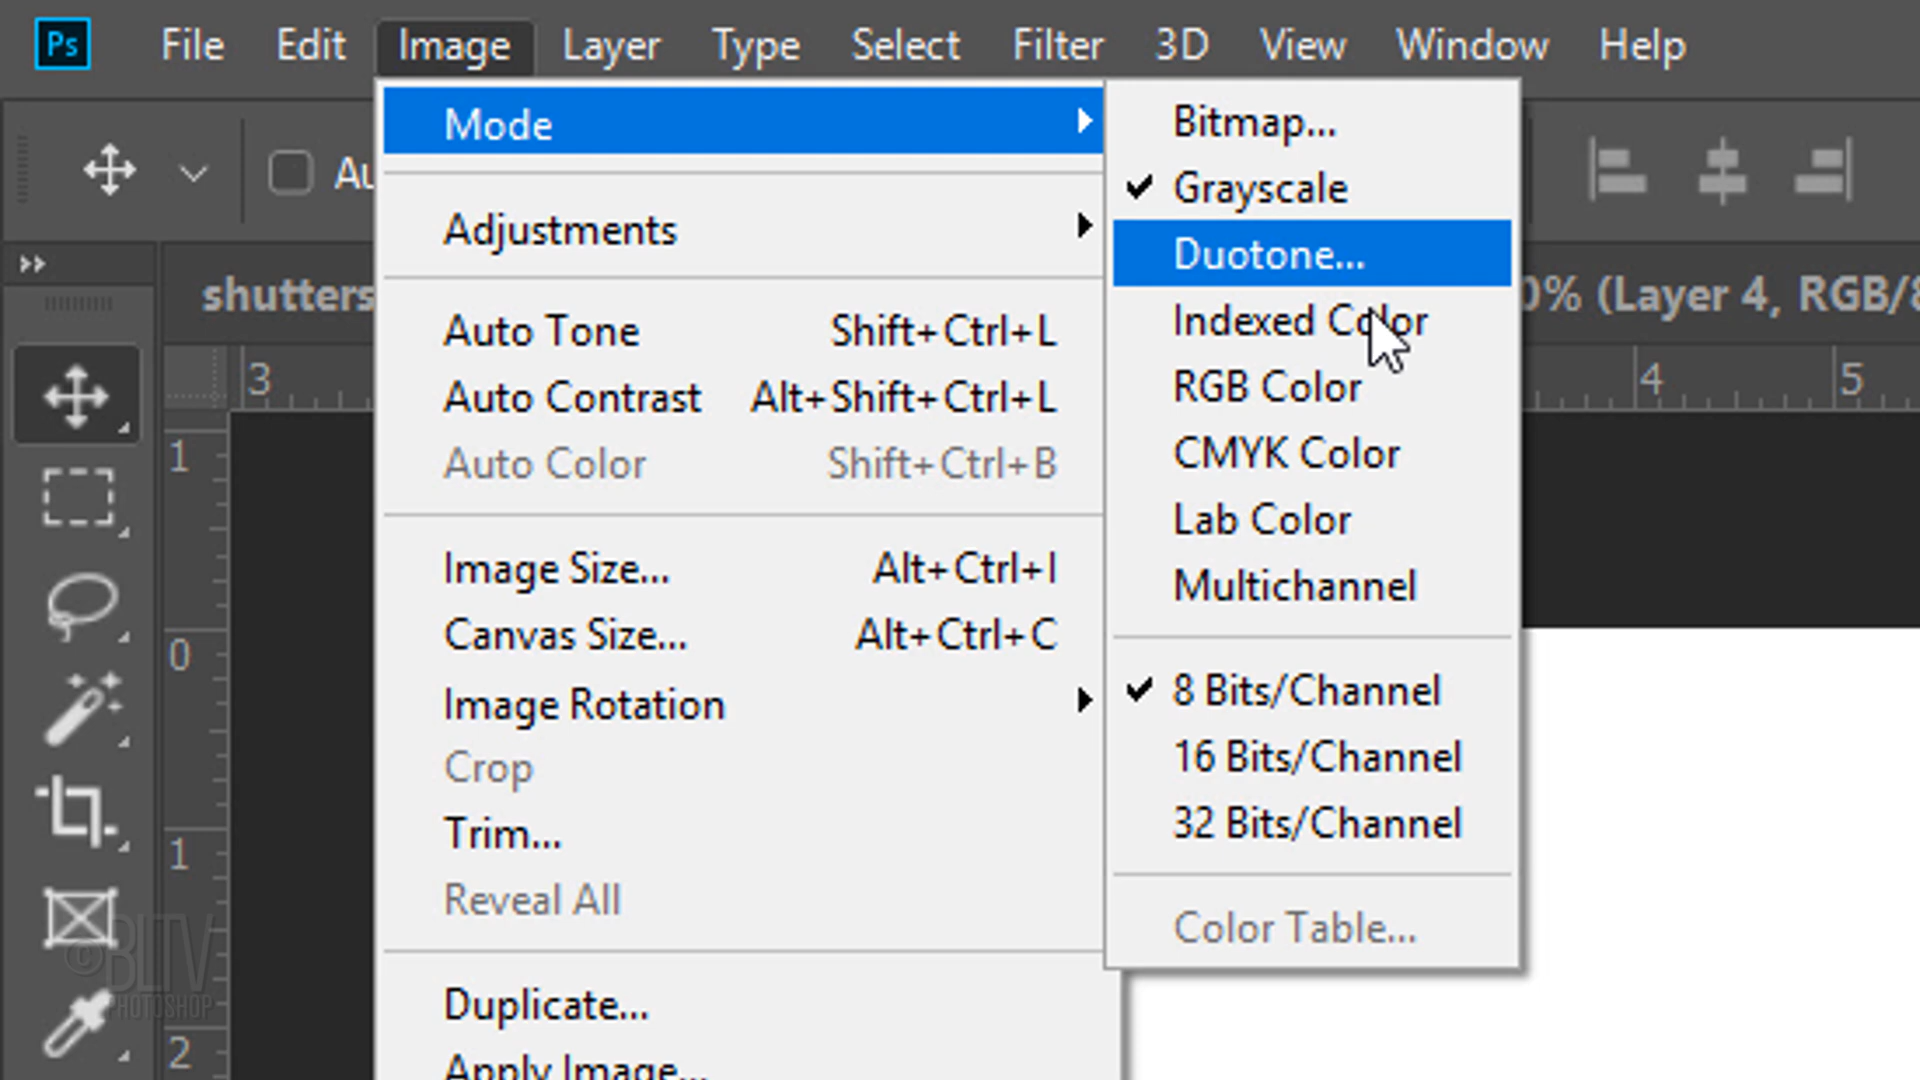 Ps File Edit Image Layer Type Select Filter 3D View Window Help
Mode
Adjustments
Auto Tone Shift+Ctrl+L
Auto Contrast Alt+Shift+Ctrl+L
Auto Color Shift+Ctrl+B
Image Size... Alt+Ctrl+I
Canvas Size... Alt+Ctrl+C
Image Rotation
Crop
Trim...
Reveal All
Duplicate...
Apply Image...
Bitmap...
Grayscale
Duotone...
Indexed Color
RGB Color
CMYK Color
Lab Color
Multichannel
8 Bits/Channel
16 Bits/Channel
32 Bits/Channel
Color Table...
Au
shutters
0% (Layer 4, RGB/8
3
4 5
1
0
1
2
© BLTV
PHOTOSHOP